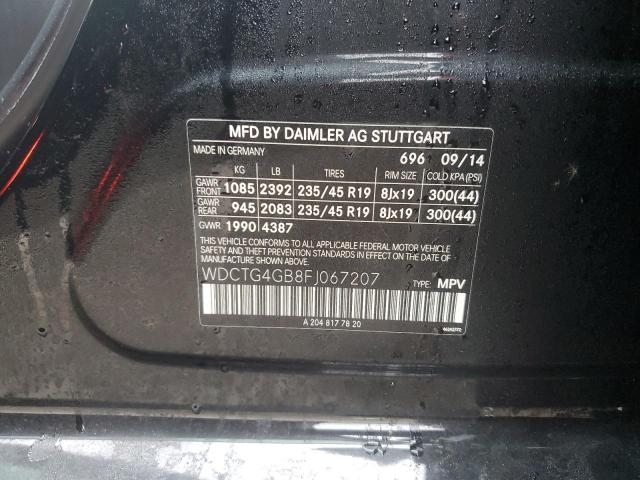 MFD BY DAIMLER AG STUTTGART
MADE IN GERMANY 696 09/14
KG LB TIRES RIM SIZE COLD KPA (PSI)
GAWR FRONT 1085 2392 235/45 R19 8Jx19 300(44)
GAWR REAR 945 2083 235/45 R19 8Jx19 300(44)
GVWR 1990 4387
THIS VEHICLE CONFORMS TO ALL APPLICABLE FEDERAL MOTOR VEHICLE
SAFETY AND THEFT PREVENTION STANDARDS IN EFFECT ON THE DATE
OF MANUFACTURE SHOWN ABOVE.
WDCTG4GB8FJ067207 TYPE: MPV
A 204 817 78 20